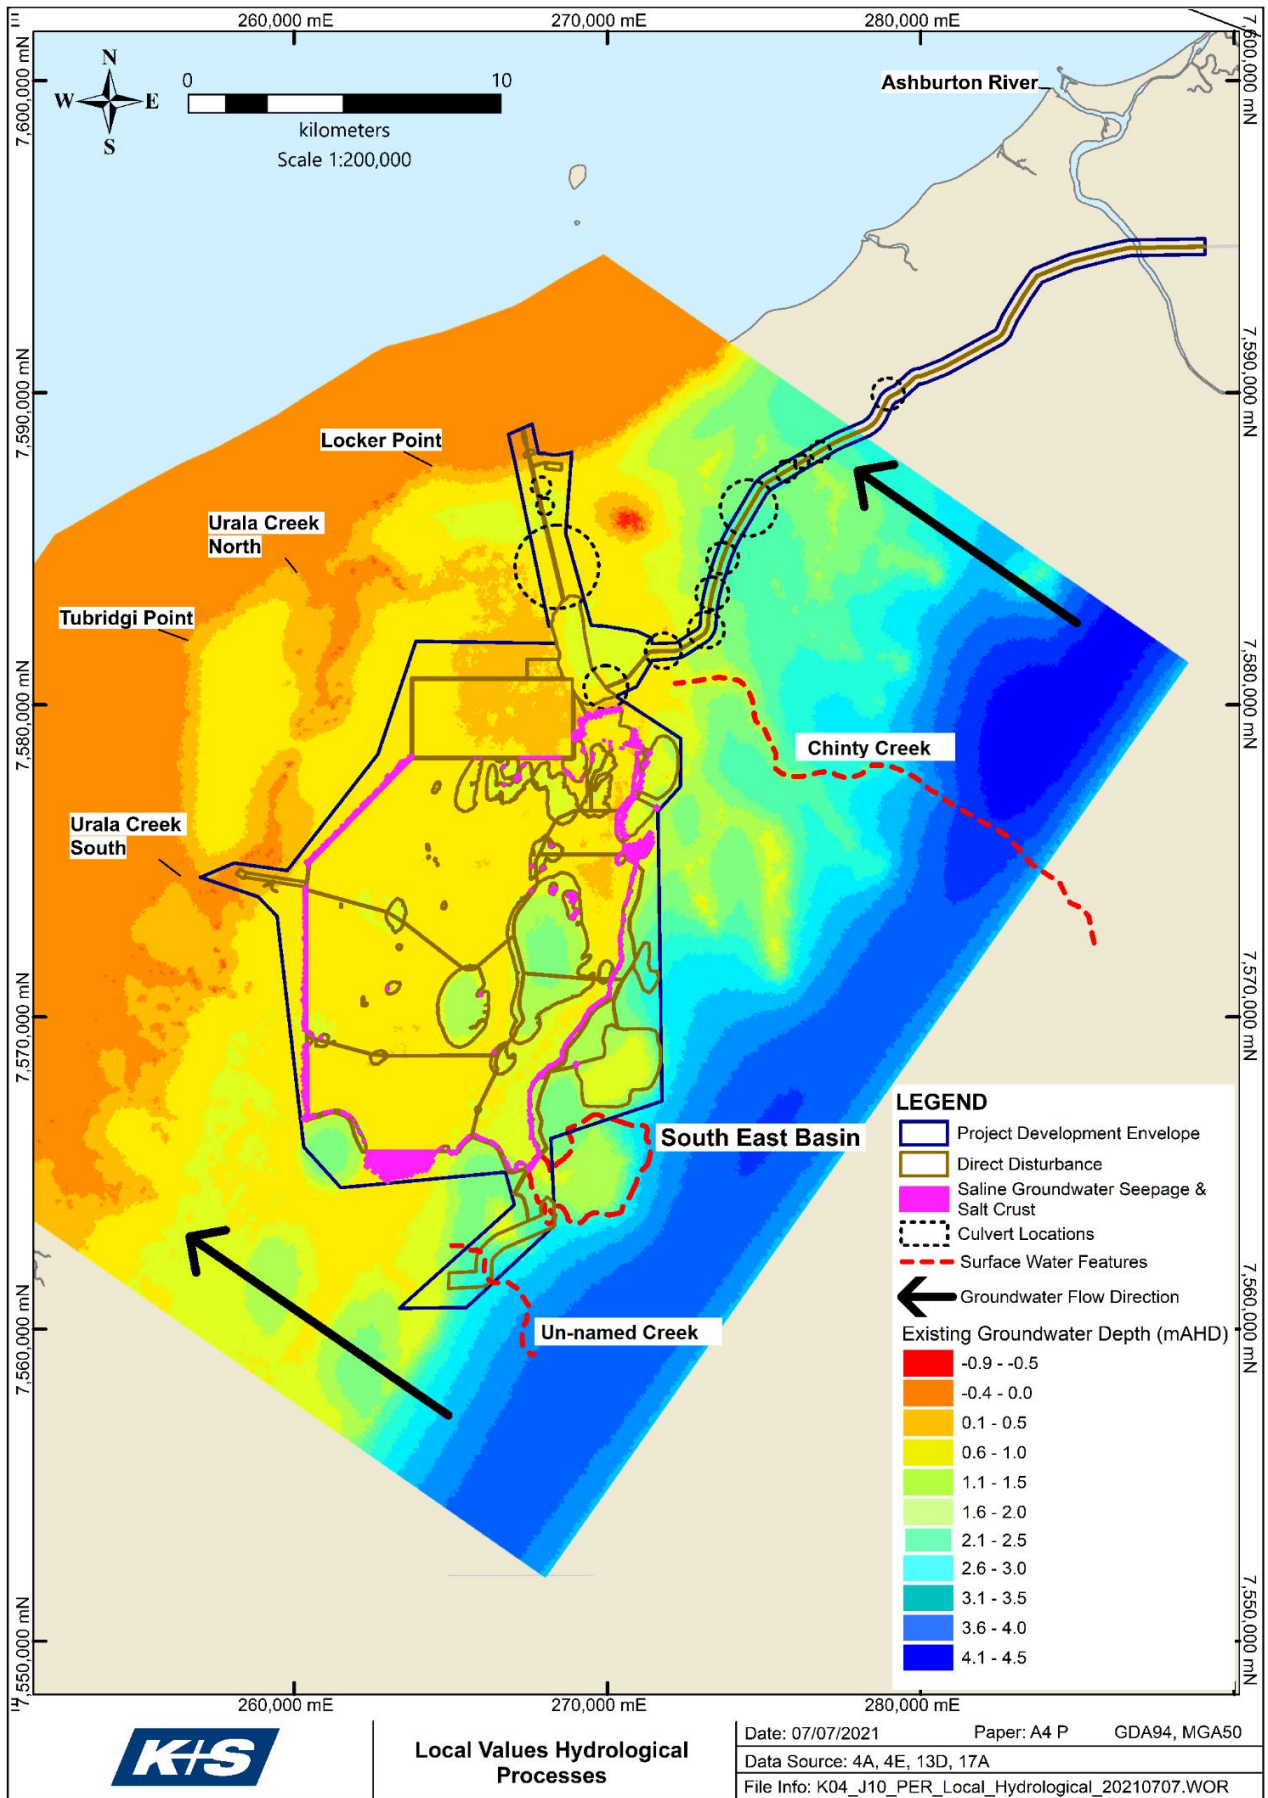 260,000 mE
270,000 mE
280,000 mE
7,600,000 mN
7,600,000 mN
N
W
E
S
0
10
kilometers
Scale 1:200,000
Ashburton River
7,590,000 mN
7,590,000 mN
Locker Point
Urala Creek
North
Tubridgi Point
7,580,000 mN
7,580,000 mN
Chinty Creek
Urala Creek
South
7,570,000 mN
7,570,000 mN
South East Basin
Un-named Creek
7,560,000 mN
7,560,000 mN
LEGEND
Project Development Envelope
Direct Disturbance
Saline Groundwater Seepage &
Salt Crust
Culvert Locations
Surface Water Features
Groundwater Flow Direction
Existing Groundwater Depth (mAHD)
-0.9 - -0.5
-0.4 - 0.0
0.1 - 0.5
0.6 - 1.0
1.1 - 1.5
1.6 - 2.0
2.1 - 2.5
2.6 - 3.0
3.1 - 3.5
3.6 - 4.0
4.1 - 4.5
7,550,000 mN
7,550,000 mN
260,000 mE
270,000 mE
280,000 mE
K+S
Local Values Hydrological
Processes
Date: 07/07/2021 Paper: A4 P GDA94, MGA50
Data Source: 4A, 4E, 13D, 17A
File Info: K04_J10_PER_Local_Hydrological_20210707.WOR